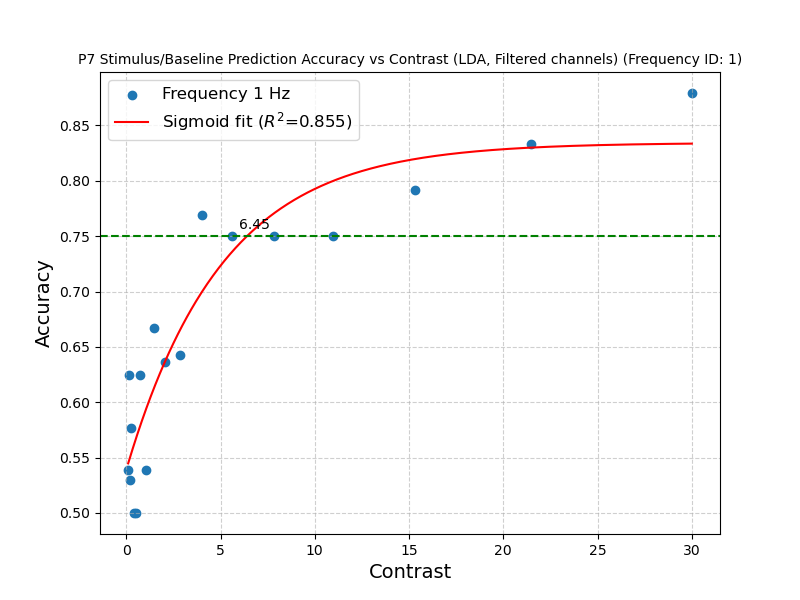 P7 Stimulus/Baseline Prediction Accuracy vs Contrast (LDA, Filtered channels) (Frequency ID: 1)
Frequency 1 Hz
Sigmoid fit (R²=0.855)
0.85
0.80
0.75
0.70
0.65
0.60
0.55
0.50
Accuracy
6.45
0 5 10 15 20 25 30
Contrast